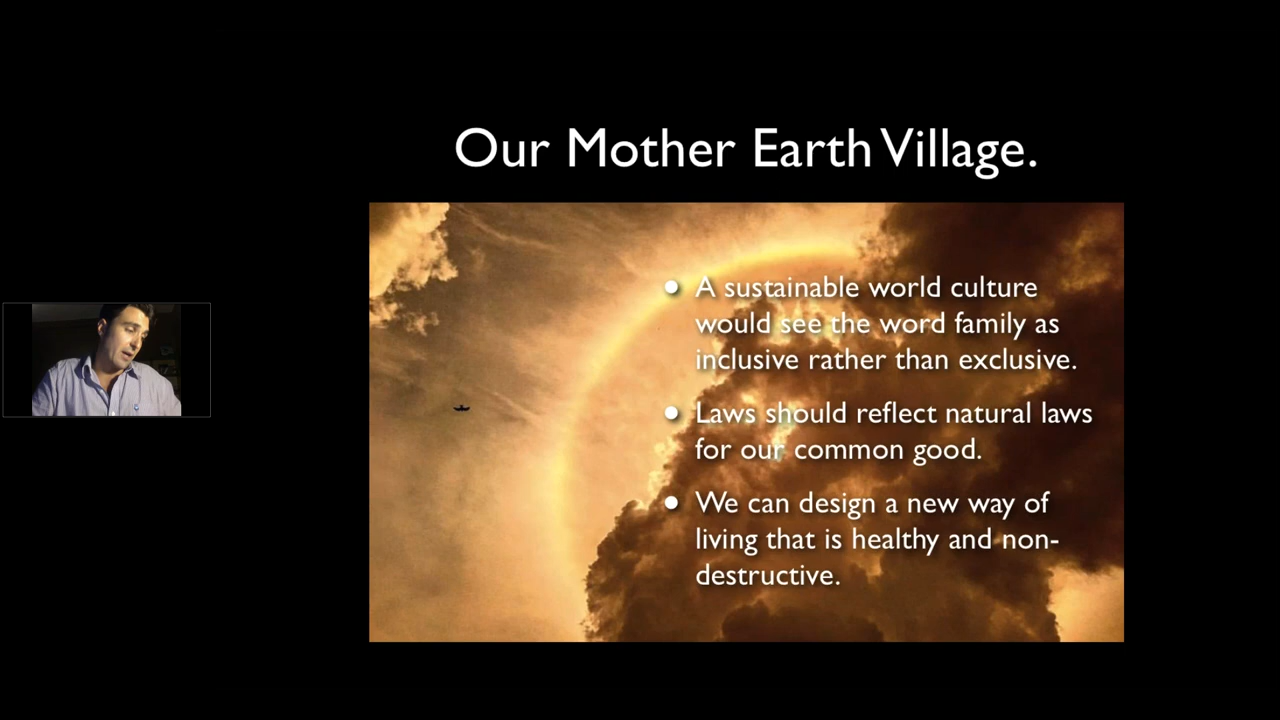 Our Mother Earth Village.
• A sustainable world culture
would see the word family as
inclusive rather than exclusive.
• Laws should reflect natural laws
for our common good.
• We can design a new way of
living that is healthy and non-
destructive.